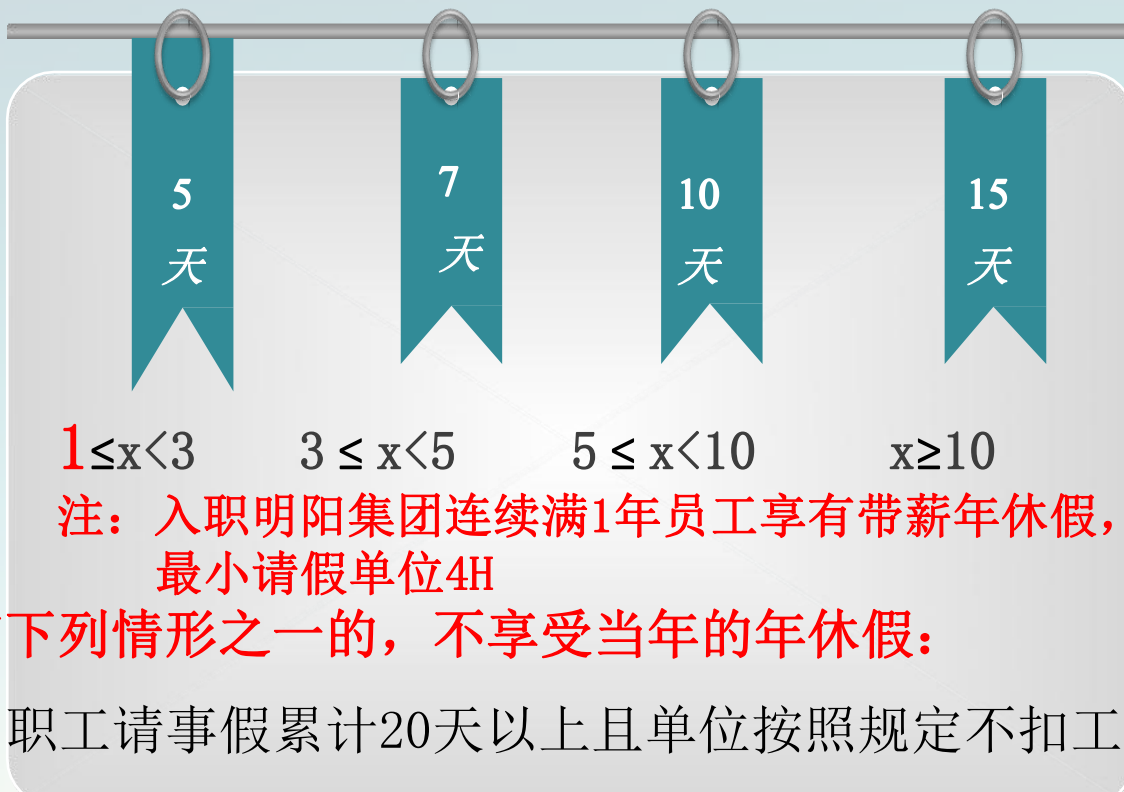 5 7 10 15
天 天 天 天
1≤x<3 3≤x<5 5≤x<10 x≥10
注：入职明阳集团连续满1年员工享有带薪年休假，
最小请假单位4H
下列情形之一的，不享受当年的年休假：
职工请事假累计20天以上且单位按照规定不扣工